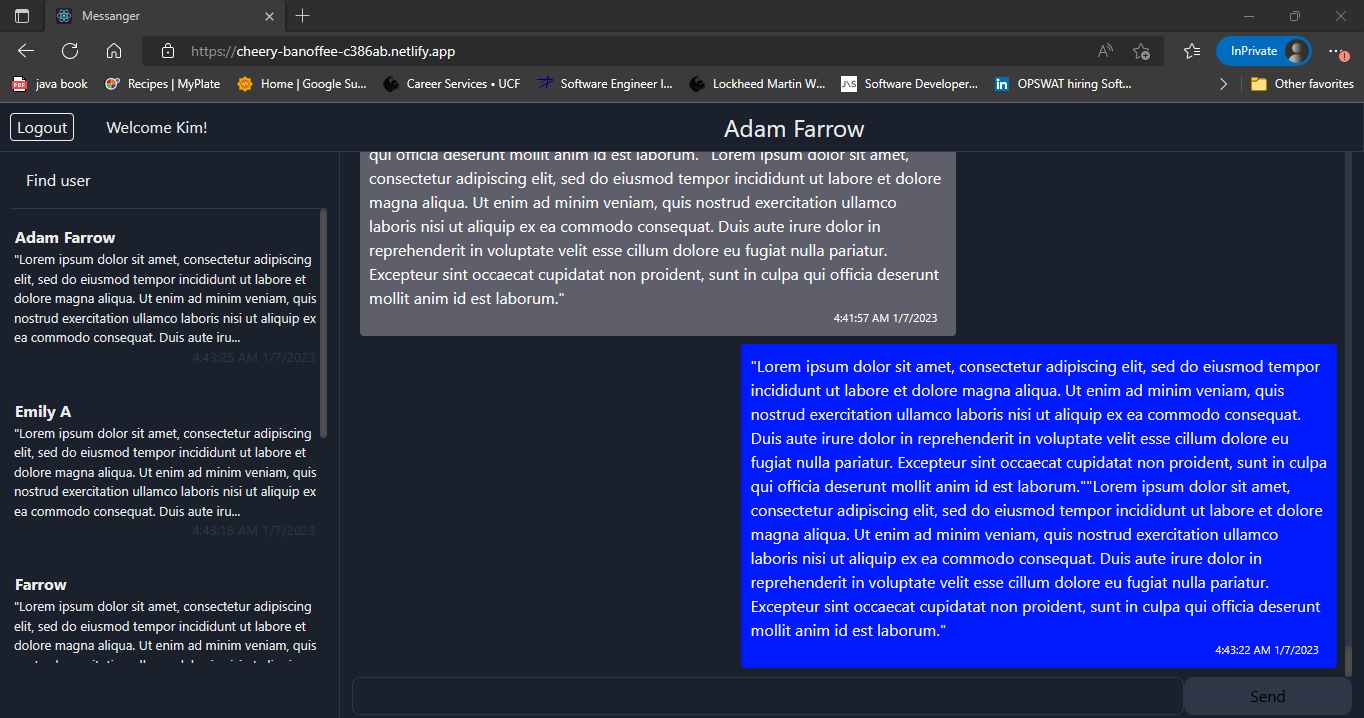 Messanger
https://cheery-banoffee-c386ab.netlify.app
InPrivate
java book
Recipes | MyPlate
Home | Google Su...
Career Services • UCF
Software Engineer I...
Lockheed Martin W...
Software Developer...
OPSWAT hiring Soft...
Other favorites
Logout
Welcome Kim!
Adam Farrow
Find user
Adam Farrow
"Lorem ipsum dolor sit amet, consectetur adipiscing
elit, sed do eiusmod tempor incididunt ut labore et
dolore magna aliqua. Ut enim ad minim veniam, quis
nostrud exercitation ullamco laboris nisi ut aliquip ex
ea commodo consequat. Duis aute iru...
4:43:25 AM 1/7/2023
Emily A
"Lorem ipsum dolor sit amet, consectetur adipiscing
elit, sed do eiusmod tempor incididunt ut labore et
dolore magna aliqua. Ut enim ad minim veniam, quis
nostrud exercitation ullamco laboris nisi ut aliquip ex
ea commodo consequat. Duis aute iru...
4:43:18 AM 1/7/2023
Farrow
"Lorem ipsum dolor sit amet, consectetur adipiscing
elit, sed do eiusmod tempor incididunt ut labore et
dolore magna aliqua. Ut enim ad minim veniam, quis
qui officia deserunt mollit anim id est laborum.""Lorem ipsum dolor sit amet,
consectetur adipiscing elit, sed do eiusmod tempor incididunt ut labore et dolore
magna aliqua. Ut enim ad minim veniam, quis nostrud exercitation ullamco
laboris nisi ut aliquip ex ea commodo consequat. Duis aute irure dolor in
reprehenderit in voluptate velit esse cillum dolore eu fugiat nulla pariatur.
Excepteur sint occaecat cupidatat non proident, sunt in culpa qui officia deserunt
mollit anim id est laborum."
4:41:57 AM 1/7/2023
"Lorem ipsum dolor sit amet, consectetur adipiscing elit, sed do eiusmod tempor
incididunt ut labore et dolore magna aliqua. Ut enim ad minim veniam, quis
nostrud exercitation ullamco laboris nisi ut aliquip ex ea commodo consequat.
Duis aute irure dolor in reprehenderit in voluptate velit esse cillum dolore eu
fugiat nulla pariatur. Excepteur sint occaecat cupidatat non proident, sunt in culpa
qui officia deserunt mollit anim id est laborum.""Lorem ipsum dolor sit amet,
consectetur adipiscing elit, sed do eiusmod tempor incididunt ut labore et dolore
magna aliqua. Ut enim ad minim veniam, quis nostrud exercitation ullamco
laboris nisi ut aliquip ex ea commodo consequat. Duis aute irure dolor in
reprehenderit in voluptate velit esse cillum dolore eu fugiat nulla pariatur.
Excepteur sint occaecat cupidatat non proident, sunt in culpa qui officia deserunt
mollit anim id est laborum."
4:43:22 AM 1/7/2023
Send